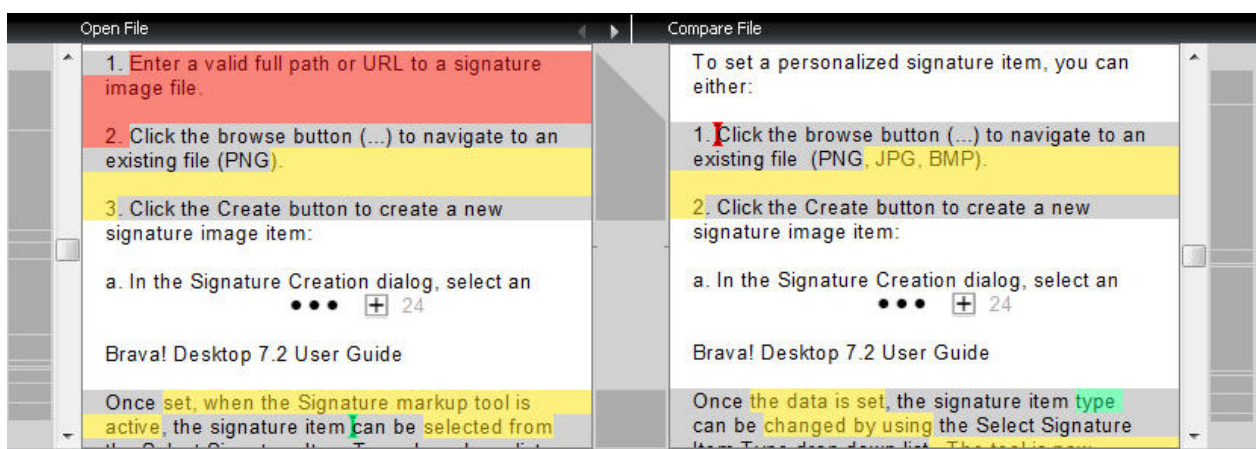 Open File
Compare File
1. Enter a valid full path or URL to a signature
image file.
2. Click the browse button (...) to navigate to an
existing file (PNG).
3. Click the Create button to create a new
signature image item:
a. In the Signature Creation dialog, select an
24
Brava! Desktop 7.2 User Guide
Once set, when the Signature markup tool is
active, the signature item can be selected from
To set a personalized signature item, you can
either:
1. Click the browse button (...) to navigate to an
existing file (PNG, JPG, BMP).
2. Click the Create button to create a new
signature image item:
a. In the Signature Creation dialog, select an
24
Brava! Desktop 7.2 User Guide
Once the data is set, the signature item type
can be changed by using the Select Signature